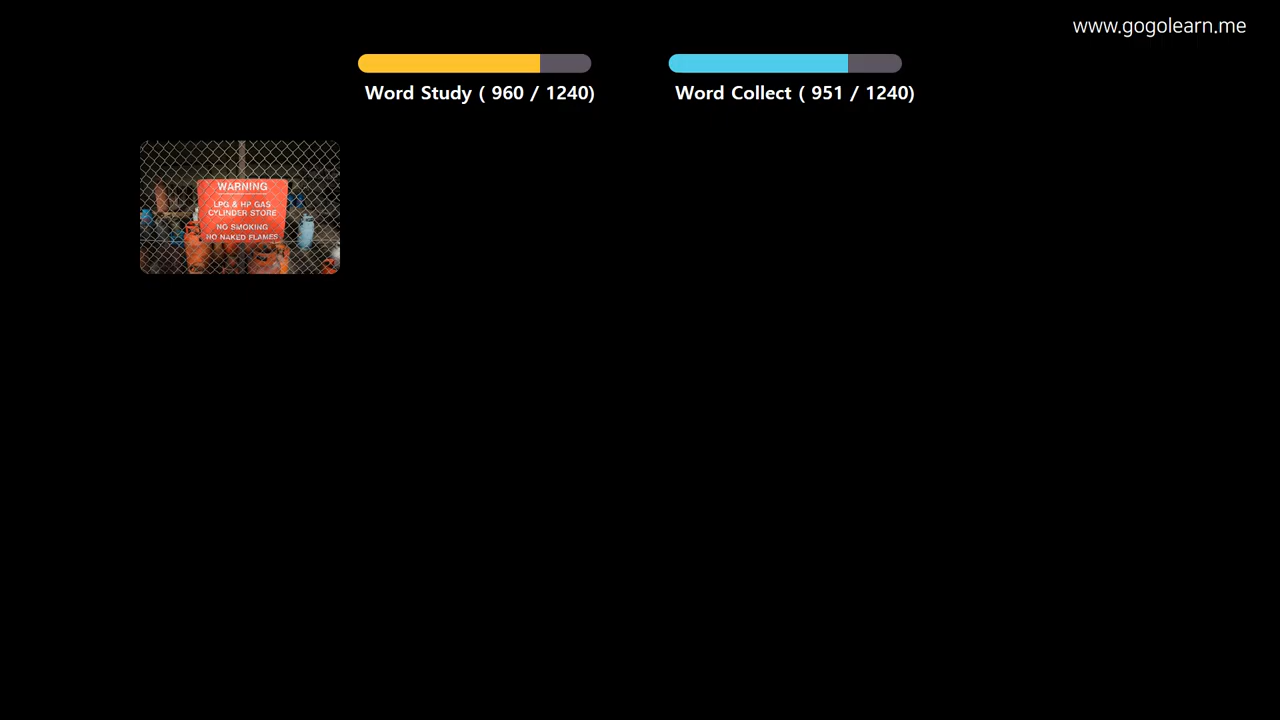 www.gogolearn.me
Word Study ( 960 / 1240)
Word Collect ( 951 / 1240)
WARNING
LPG & HP GAS
CYLINDER STORE
NO SMOKING
NO NAKED FLAMES